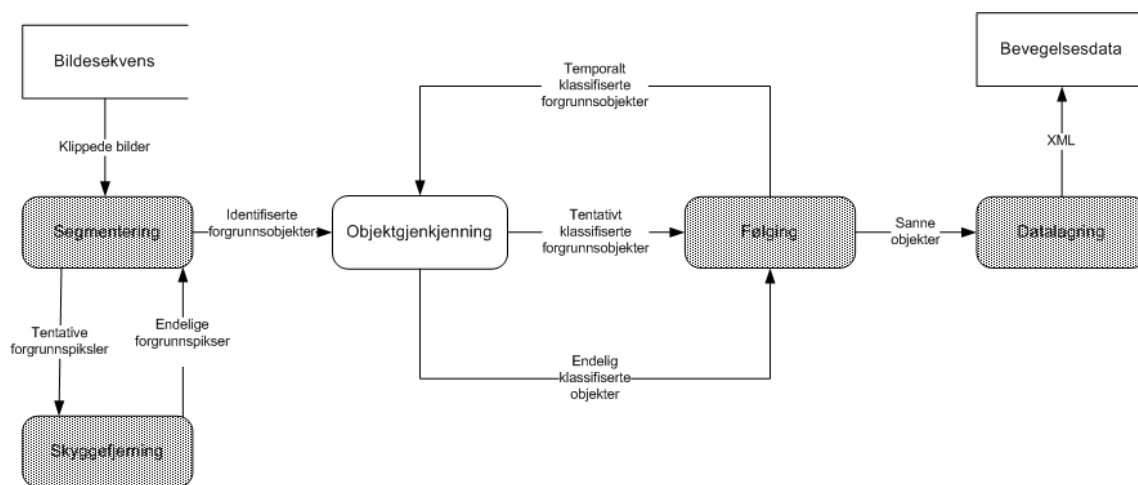 Bildesekvens
Bevegelsesdata
Temporalt
klassifiserte
forgrunnsobjekter
Klippede bilder
XML
Segmentering
Identifiserte
forgrunnsobjekter
Objektgjenkjenning
Tentativt
klassifiserte
forgrunnsobjekter
Følging
Sanne
objekter
Datalagring
Tentative
forgrunnspiksler
Endelige
forgrunnspikser
Endelig
klassifiserte
objekter
Skyggefjerning